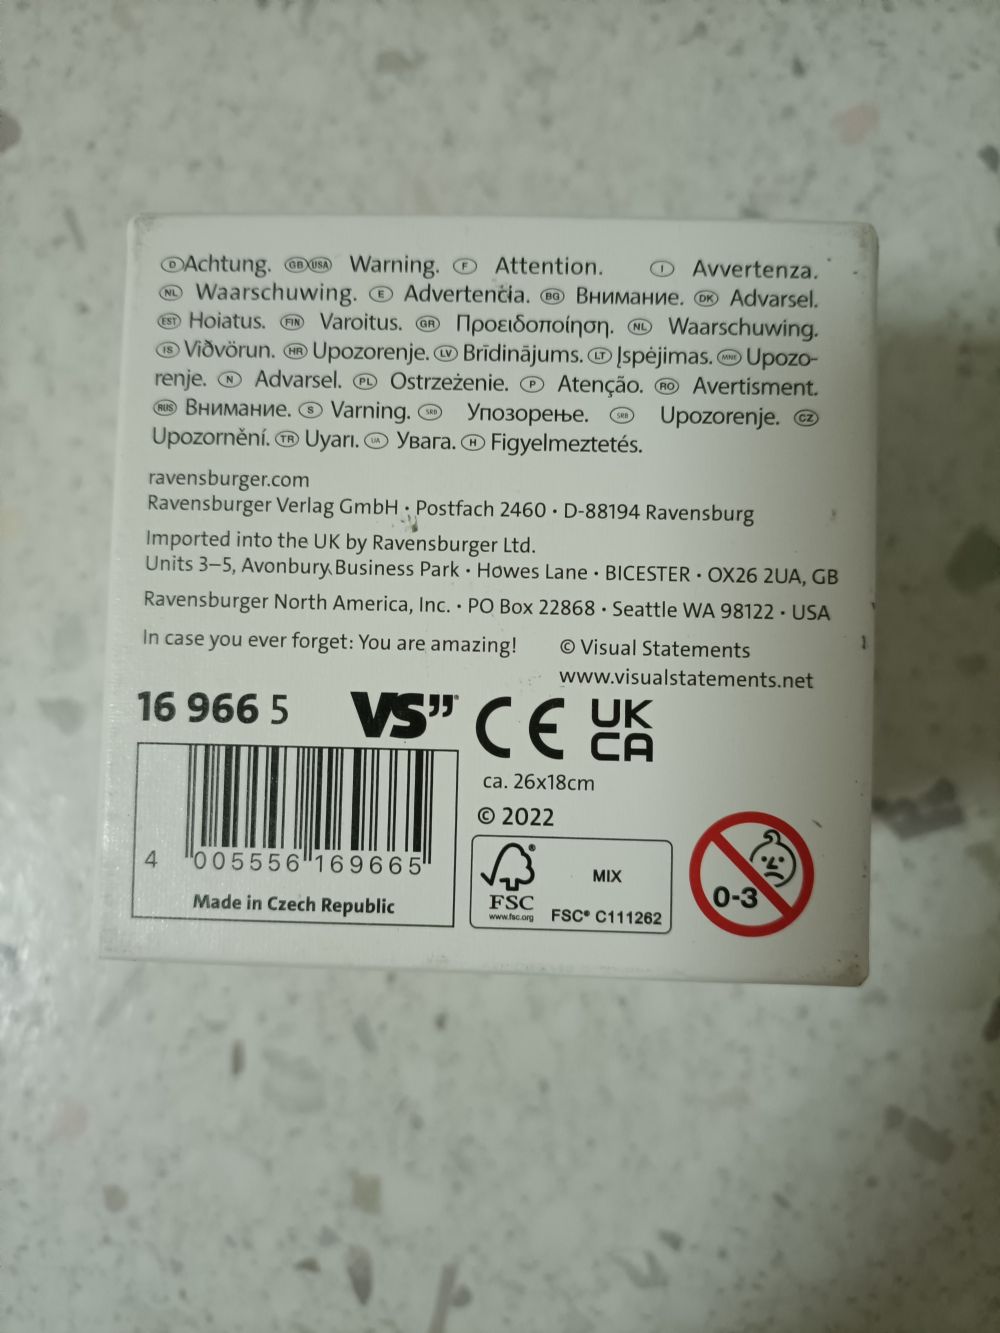 D Achtung. GB USA Warning. F Attention. I Avvertenza.
NL Waarschuwing. E Advertencia. BG Внимание. DK Advarsel.
EST Hoiatus. FIN Varoitus. GR Προειδοποίηση. NL Waarschuwing.
IS Viðvörun. HR Upozorenje. LV Brīdinājums. LT Įspėjimas. MNE Upozo-
renje. N Advarsel. PL Ostrzeżenie. P Atenção. RO Avertisment.
RUS Внимание. S Varning. SRB Упозорење. SRB Upozorenje. CZ
Upozornění. TR Uyarı. UA Увага. H Figyelmeztetés.
ravensburger.com
Ravensburger Verlag GmbH · Postfach 2460 · D-88194 Ravensburg
Imported into the UK by Ravensburger Ltd.
Units 3–5, Avonbury Business Park · Howes Lane · BICESTER · OX26 2UA, GB
Ravensburger North America, Inc. · PO Box 22868 · Seattle WA 98122 · USA
In case you ever forget: You are amazing! © Visual Statements
www.visualstatements.net
16 966 5 VS” CE UK
CA
ca. 26x18cm
© 2022
4 005556 169665
Made in Czech Republic
FSC®
www.fsc.org
MIX
FSC® C111262
0-3